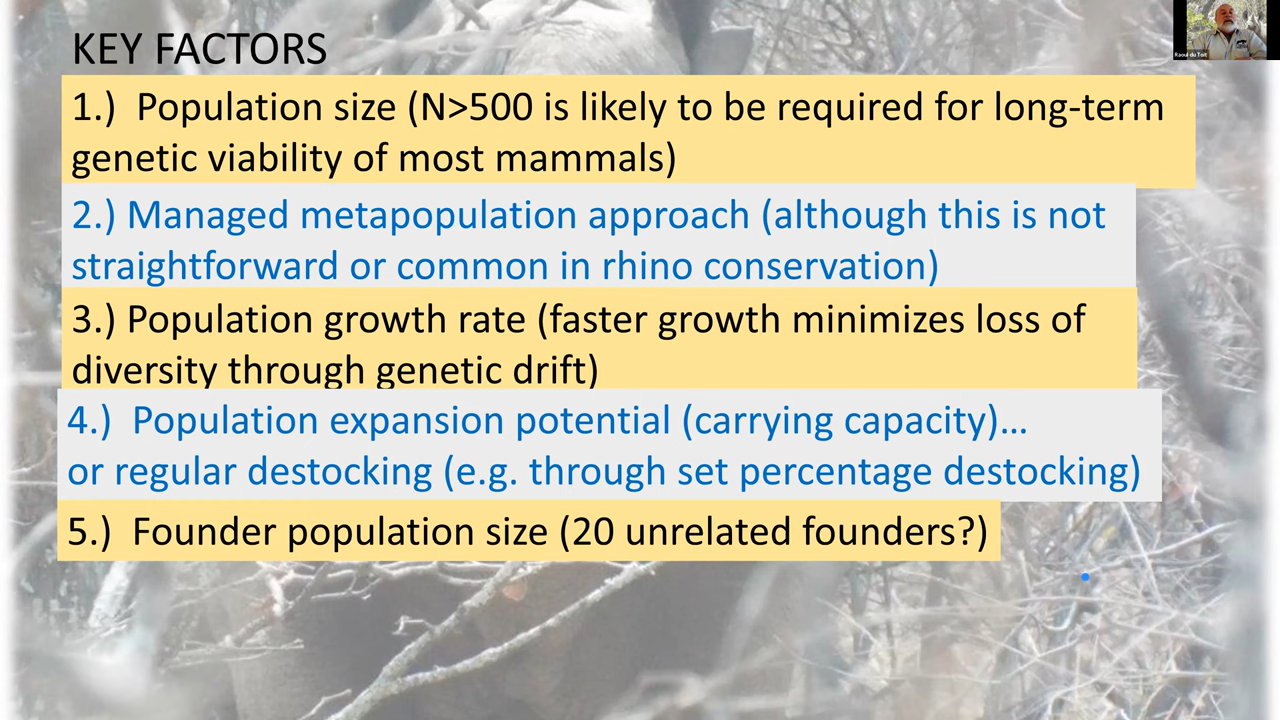 KEY FACTORS
Raoul du Toit
1.)  Population size (N>500 is likely to be required for long-term
genetic viability of most mammals)
2.) Managed metapopulation approach (although this is not
straightforward or common in rhino conservation)
3.) Population growth rate (faster growth minimizes loss of
diversity through genetic drift)
4.)  Population expansion potential (carrying capacity)…
or regular destocking (e.g. through set percentage destocking)
5.)  Founder population size (20 unrelated founders?)